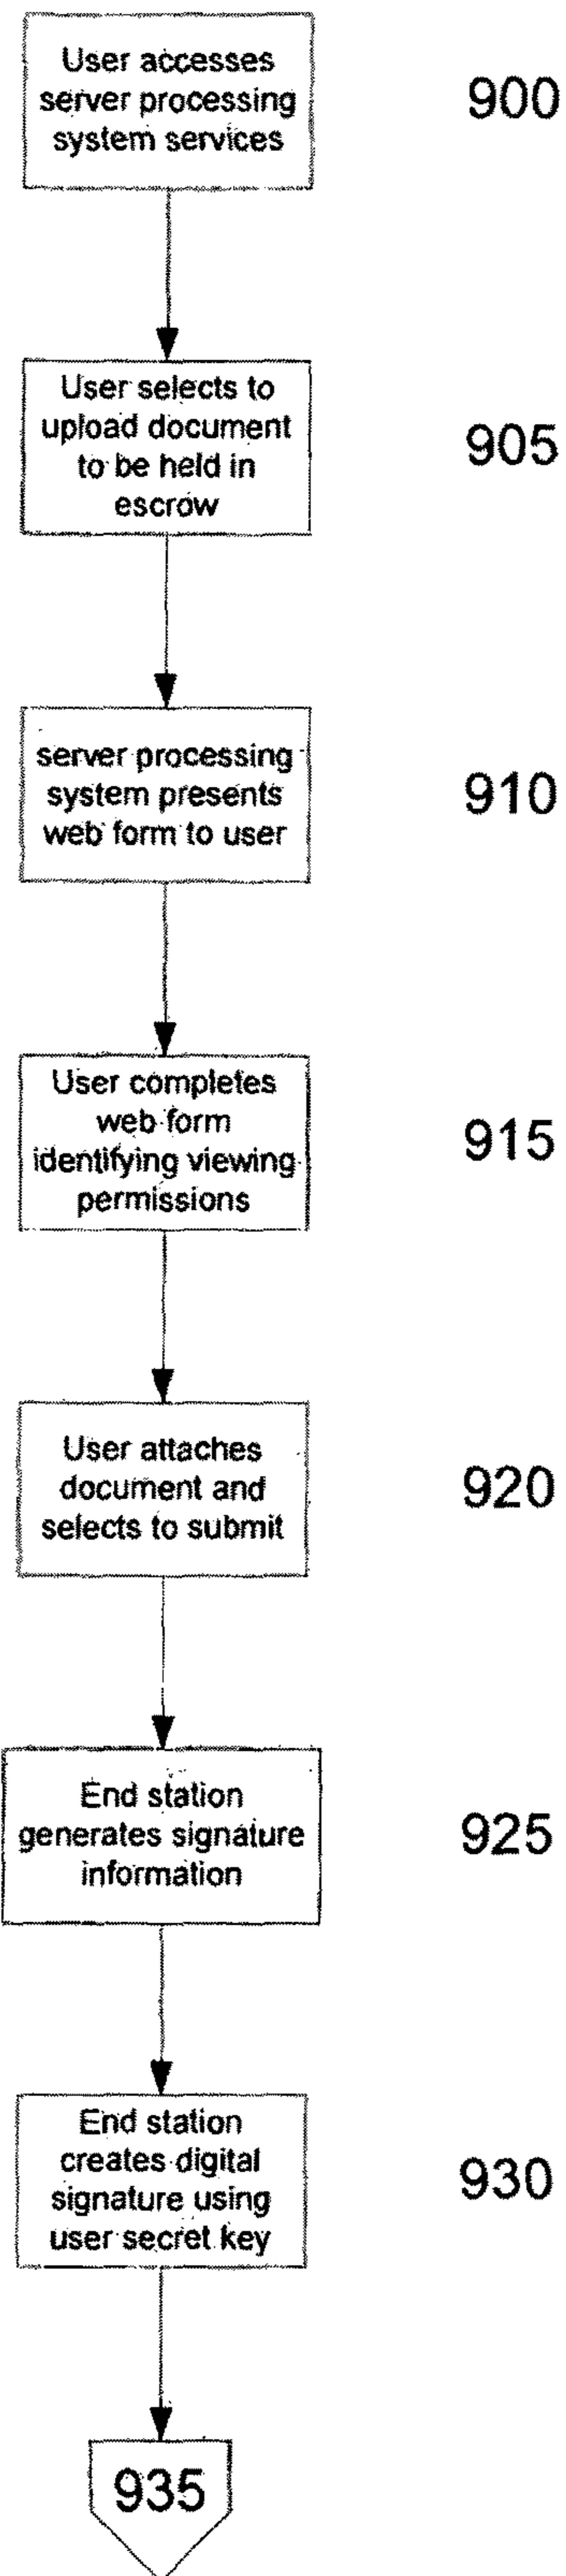 User accesses
server processing
system services
900
User selects to
upload document
to be held in
escrow
905
server processing
system presents
web form to user
910
User completes
web form
identifying viewing
permissions
915
User attaches
document and
selects to submit
920
End station
generates signature
information
925
End station
creates digital
signature using
user secret key
930
935